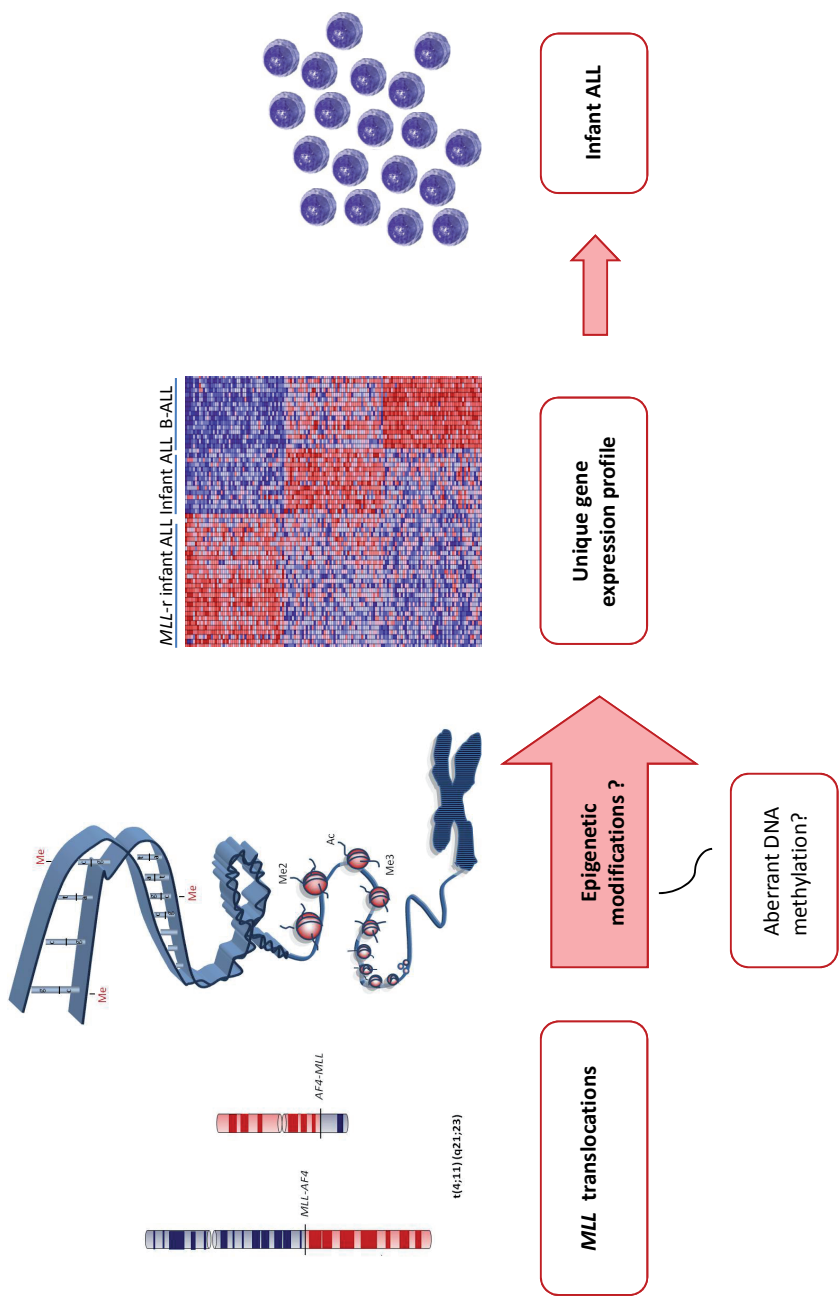 MLL-AF4
AF4-MLL
t(4;11) (q21;23)
Me
Me
Me
Me2
Ac
Me3
MLL-r infant ALL
Infant ALL
B-ALL
MLL translocations
Epigenetic
modifications ?
Aberrant DNA
methylation?
Unique gene
expression profile
Infant ALL